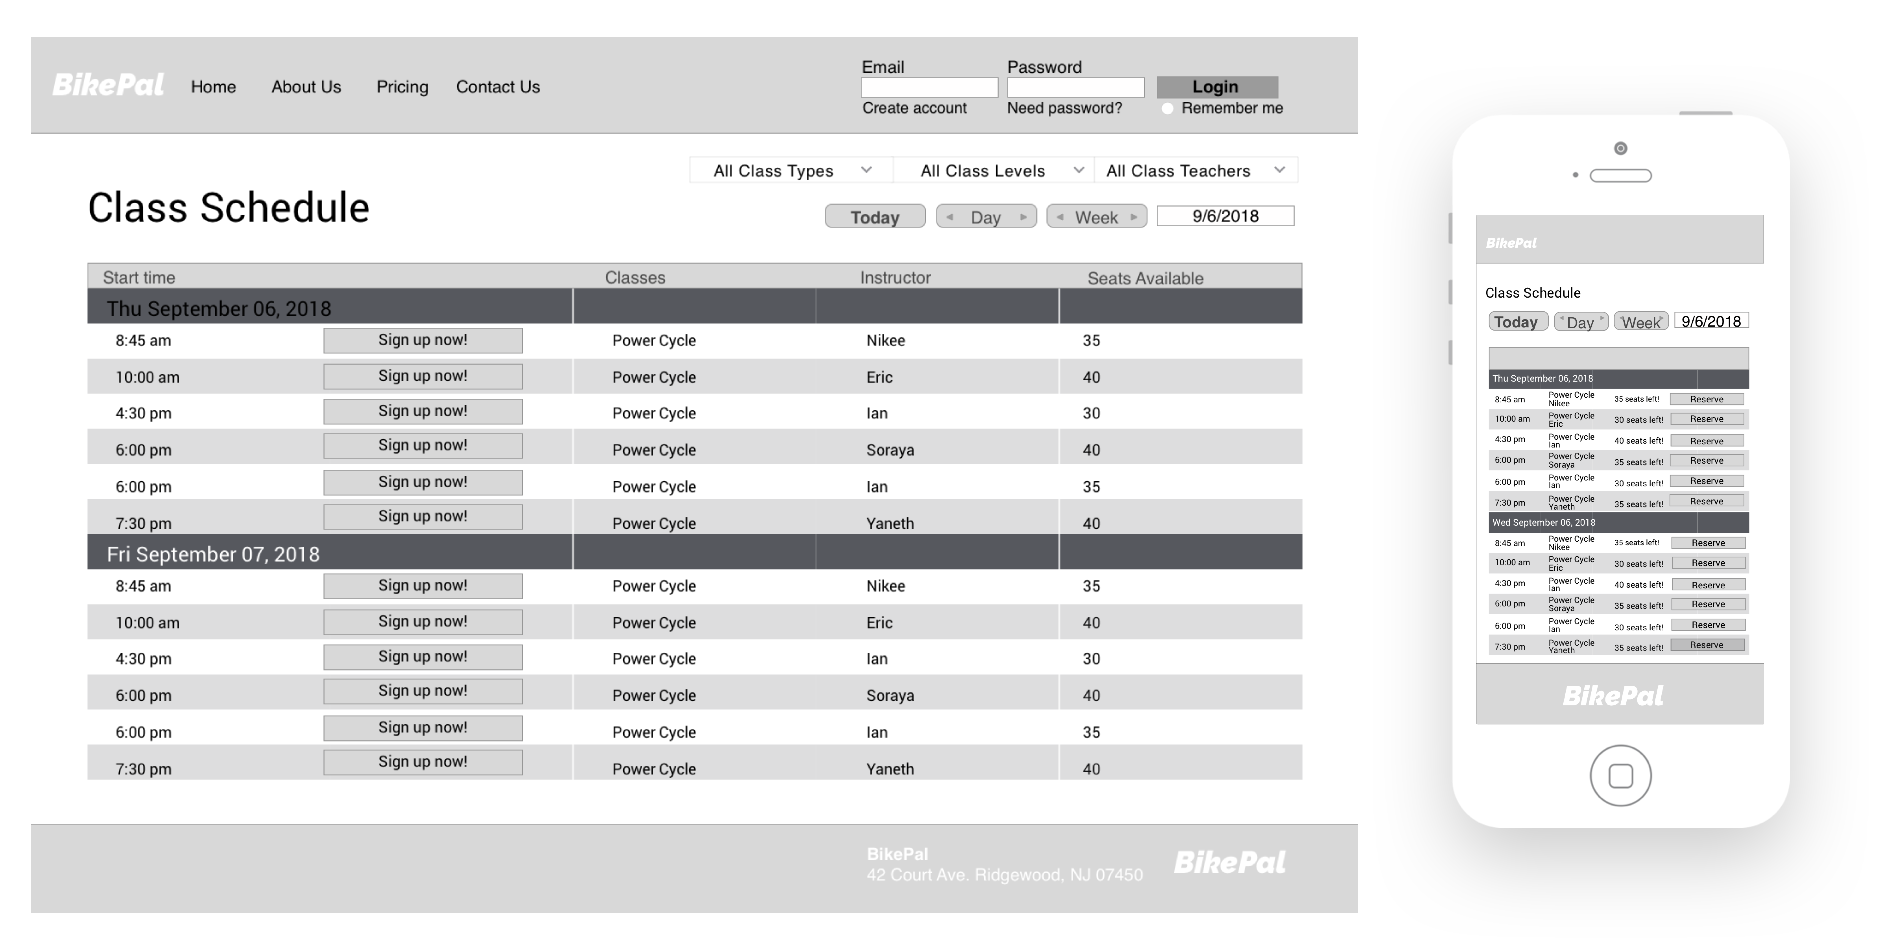 BikePal Home About Us Pricing Contact Us
Email Password
Login
Create account Need password? Remember me
All Class Types All Class Levels All Class Teachers
Class Schedule
Today Day Week 9/6/2018
Start time Classes Instructor Seats Available
Thu September 06, 2018
8:45 am Sign up now! Power Cycle Nikee 35
10:00 am Sign up now! Power Cycle Eric 40
4:30 pm Sign up now! Power Cycle Ian 30
6:00 pm Sign up now! Power Cycle Soraya 40
6:00 pm Sign up now! Power Cycle Ian 35
7:30 pm Sign up now! Power Cycle Yaneth 40
Fri September 07, 2018
8:45 am Sign up now! Power Cycle Nikee 35
10:00 am Sign up now! Power Cycle Eric 40
4:30 pm Sign up now! Power Cycle Ian 30
6:00 pm Sign up now! Power Cycle Soraya 40
6:00 pm Sign up now! Power Cycle Ian 35
7:30 pm Sign up now! Power Cycle Yaneth 40
BikePal
42 Court Ave. Ridgewood, NJ 07450
BikePal
BikePal
Class Schedule
Today Day Week 9/6/2018
Thu September 06, 2018
8:45 am Power Cycle 35 seats left! Reserve
Nikee
10:00 am Power Cycle 30 seats left! Reserve
Eric
4:30 pm Power Cycle 40 seats left! Reserve
Ian
6:00 pm Power Cycle 35 seats left! Reserve
Soraya
6:00 pm Power Cycle 30 seats left! Reserve
Ian
7:30 pm Power Cycle 35 seats left! Reserve
Yaneth
Wed September 06, 2018
8:45 am Power Cycle 35 seats left! Reserve
Nikee
10:00 am Power Cycle 30 seats left! Reserve
Eric
4:30 pm Power Cycle 40 seats left! Reserve
Ian
6:00 pm Power Cycle 35 seats left! Reserve
Soraya
6:00 pm Power Cycle 30 seats left! Reserve
Ian
7:30 pm Power Cycle 35 seats left! Reserve
Yaneth
BikePal